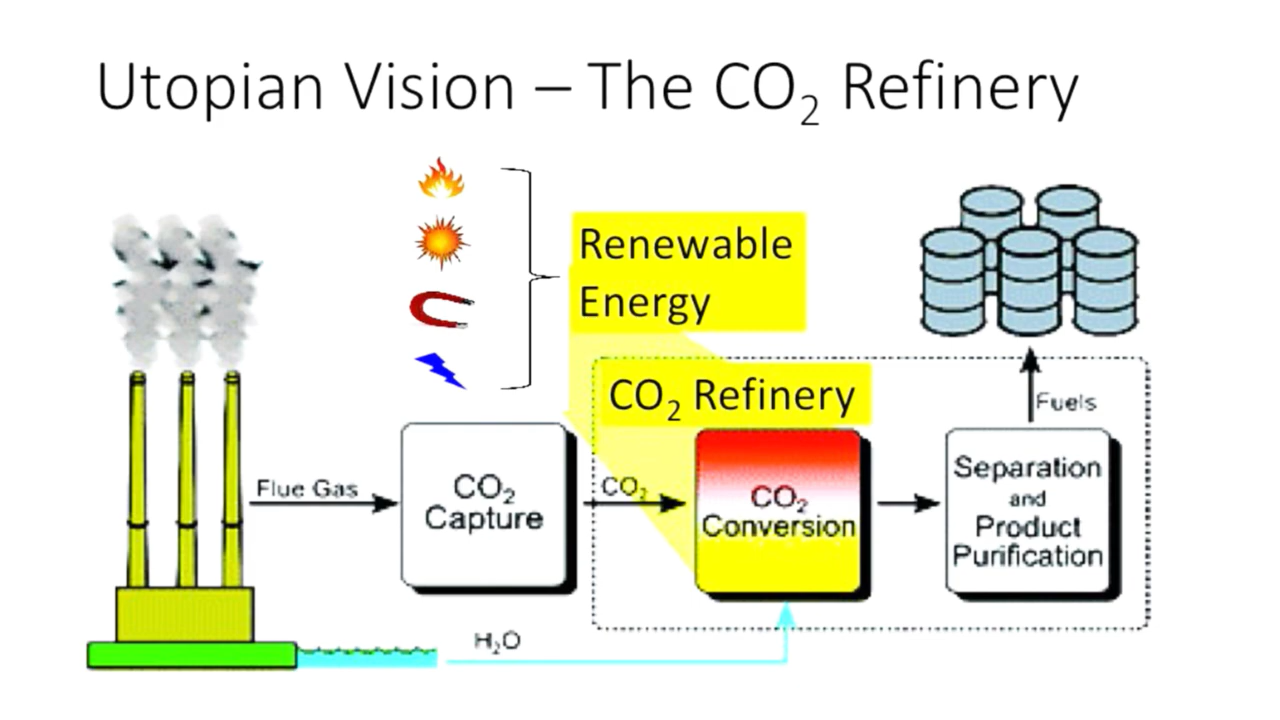 Utopian Vision – The CO₂ Refinery
Renewable
Energy
CO₂ Refinery
Fuels
Flue Gas
CO₂
Capture
CO₂
CO₂
Conversion
Separation
and
Product
Purification
H₂O